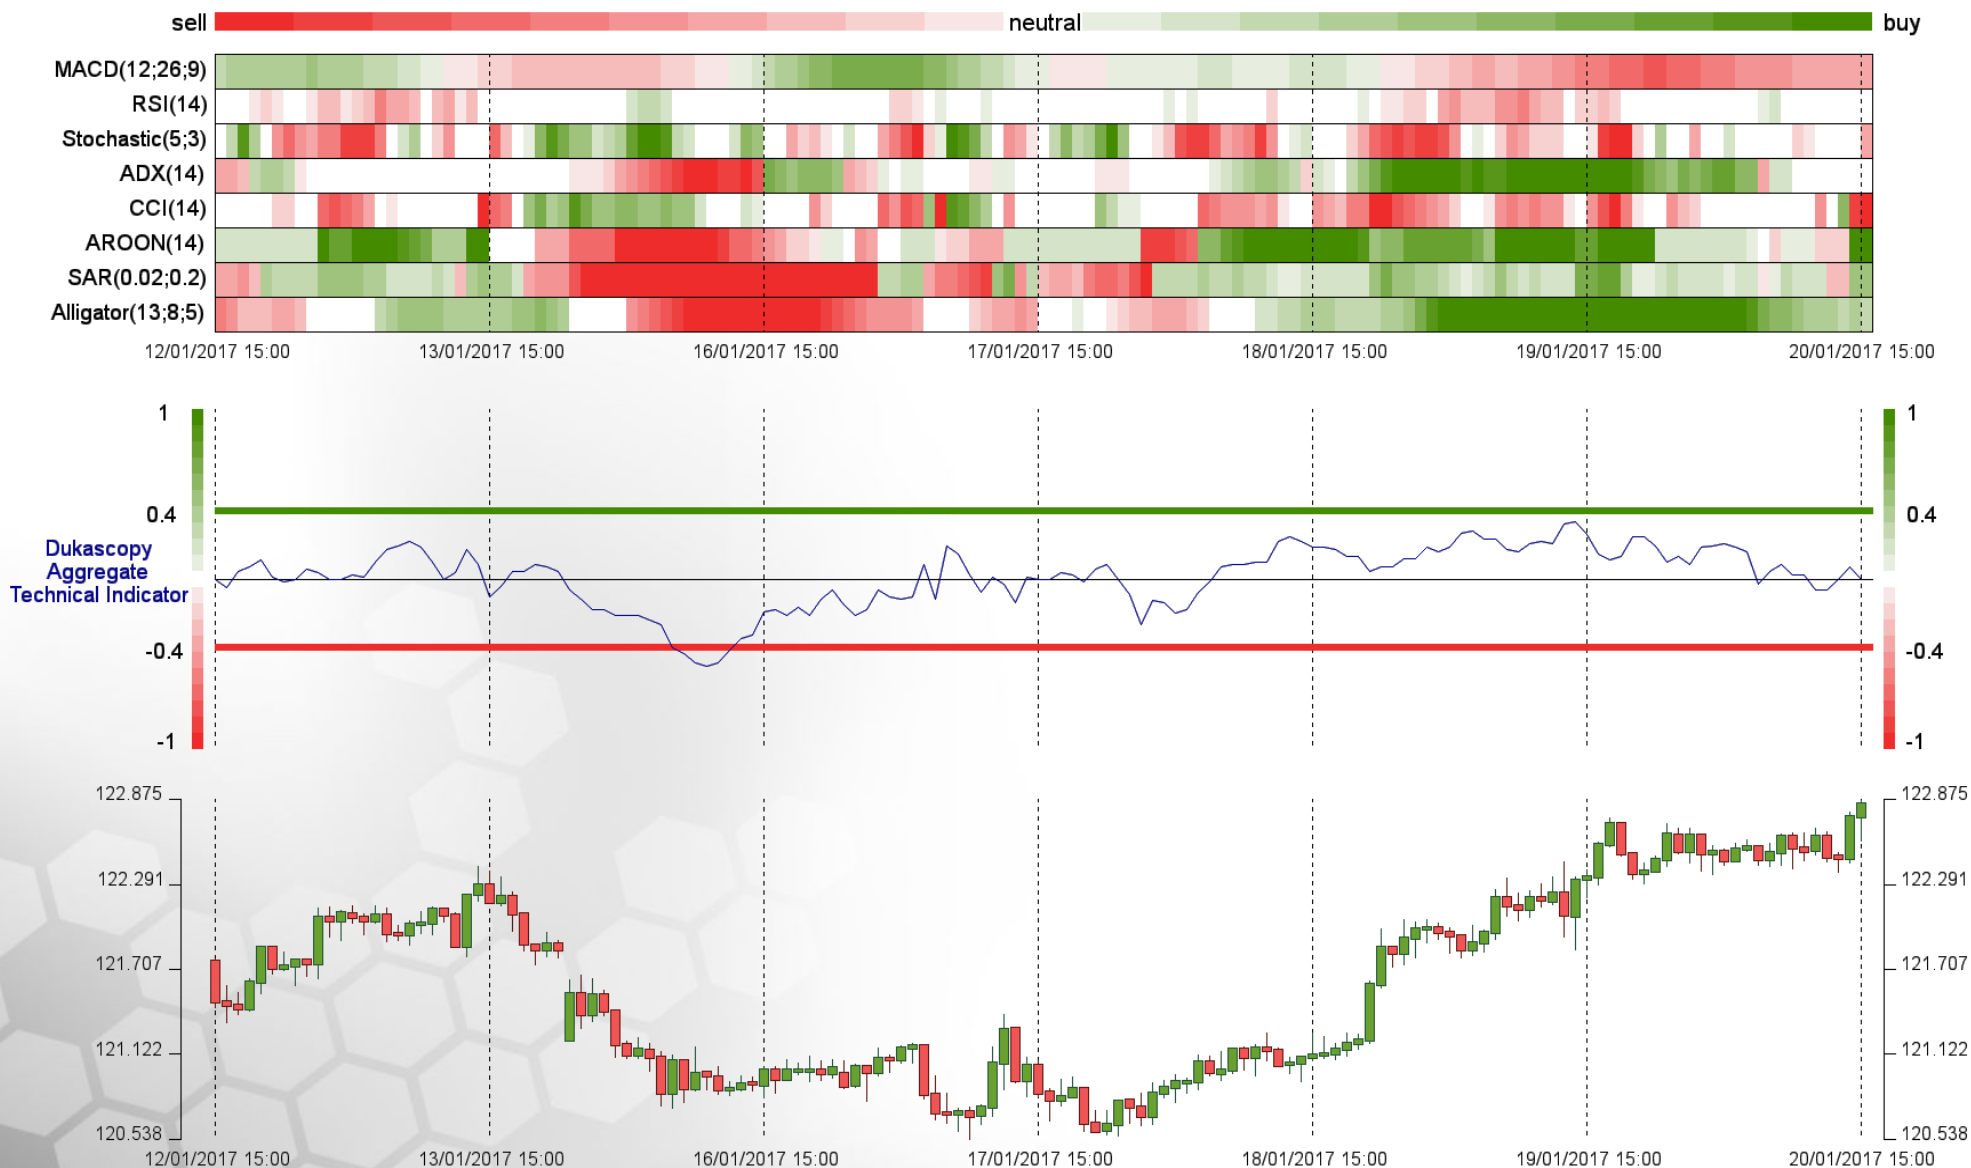 sell neutral buy
MACD(12;26;9)
RSI(14)
Stochastic(5;3)
ADX(14)
CCI(14)
AROON(14)
SAR(0.02;0.2)
Alligator(13;8;5)
12/01/2017 15:00 13/01/2017 15:00 16/01/2017 15:00 17/01/2017 15:00 18/01/2017 15:00 19/01/2017 15:00 20/01/2017 15:00
1 1
0.4 0.4
Dukascopy
Aggregate
Technical Indicator
-0.4 -0.4
-1 -1
122.875 122.875
122.291 122.291
121.707 121.707
121.122 121.122
120.538 120.538
12/01/2017 15:00 13/01/2017 15:00 16/01/2017 15:00 17/01/2017 15:00 18/01/2017 15:00 19/01/2017 15:00 20/01/2017 15:00